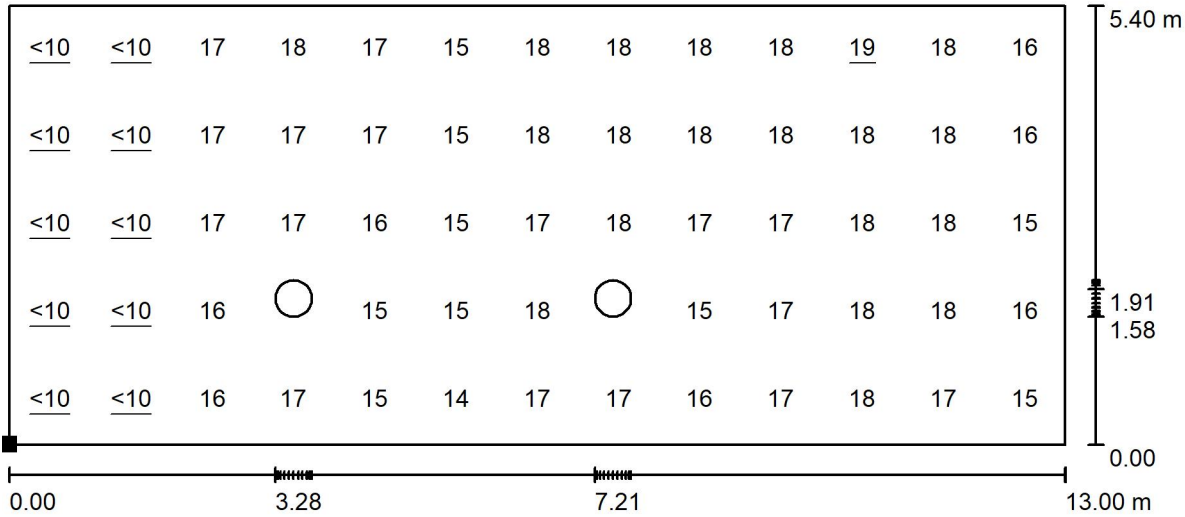 5.40 m
<10 <10 17 18 17 15 18 18 18 18 19 18 16
<10 <10 17 17 17 15 18 18 18 18 18 18 16
<10 <10 17 17 16 15 17 18 17 17 18 18 15
<10 <10 16 15 15 18 15 17 18 18 16
1.91
1.58
<10 <10 16 17 15 14 17 17 16 17 18 17 15
0.00
0.00 3.28 7.21 13.00 m